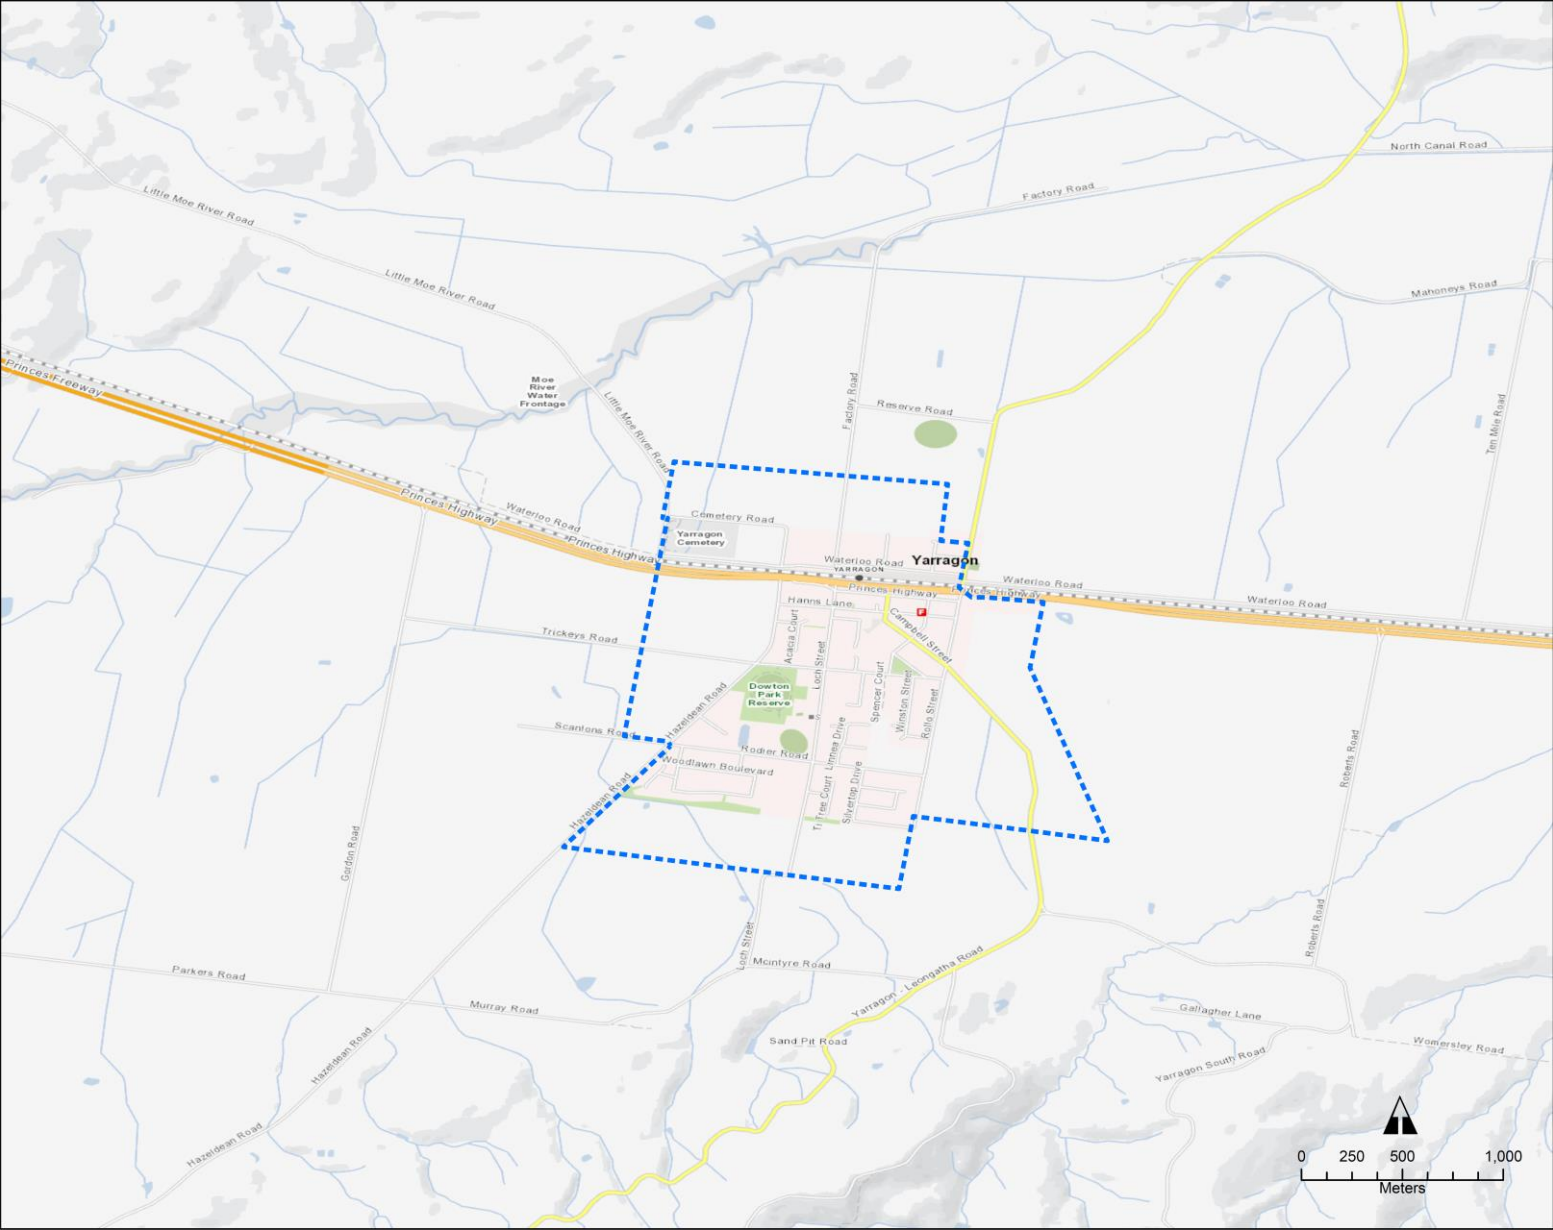 North Canal Road
Factory Road
Little Moe River Road
Little Moe River Road
Mahoneys Road
Princes Freeway
Moe
River
Water
Frontage
Factory Road
Reserve Road
Little Moe River Road
Ten Mile Road
Princes Highway
Waterloo Road
Cemetery Road
Yarragon
Cemetery
Princes Highway
Waterloo Road
Yarragon
YARRAGON
Princes Highway
Princes Highway
Waterloo Road
Waterloo Road
Hanns Lane
F
Campbell Street
Trickeys Road
Acacia Court
Loch Street
Spencer Court
Winston Street
Rollo Street
Dowton
Park
Reserve
S
Hazeldean Road
Scantons Road
Rodier Road
Linnea Drive
Woodlawn Boulevard
Ti Tree Court
Silvertop Drive
Hazeldean Road
Roberts Road
Gordon Road
Roberts Road
Loch Street
McIntyre Road
Yarragon - Leongatha Road
Parkers Road
Murray Road
Gallagher Lane
Sand Pit Road
Hazeldean Road
Womersley Road
Yarragon South Road
Hazeldean Road
0 250 500 1,000
Meters